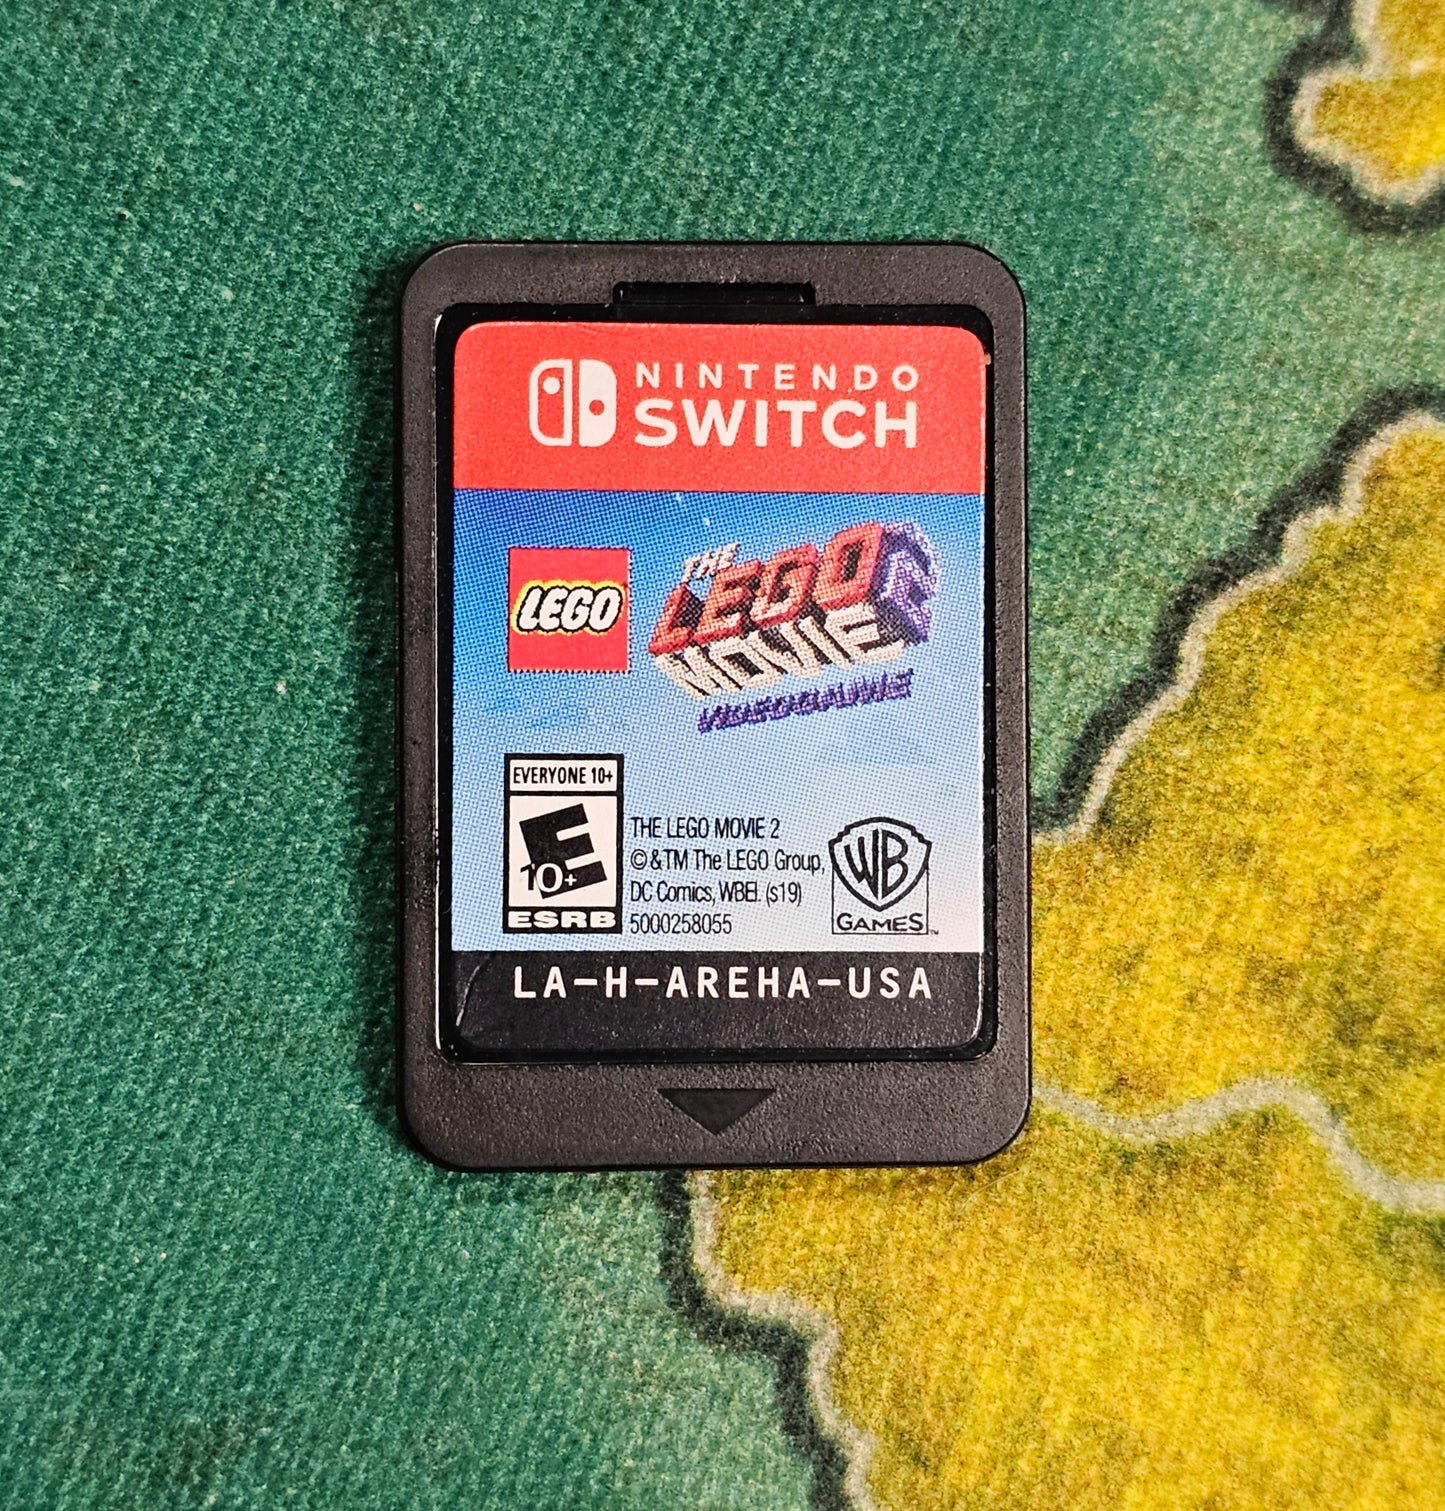 NINTENDO
SWITCH
LEGO
THE
LEGO 2
MOVIE
VIDEOGAME
EVERYONE 10+
E
10+
ESRB
THE LEGO MOVIE 2
© & TM The LEGO Group,
DC Comics, WBEI. (s19)
5000258055
WB
GAMES™
LA-H-AREHA-USA